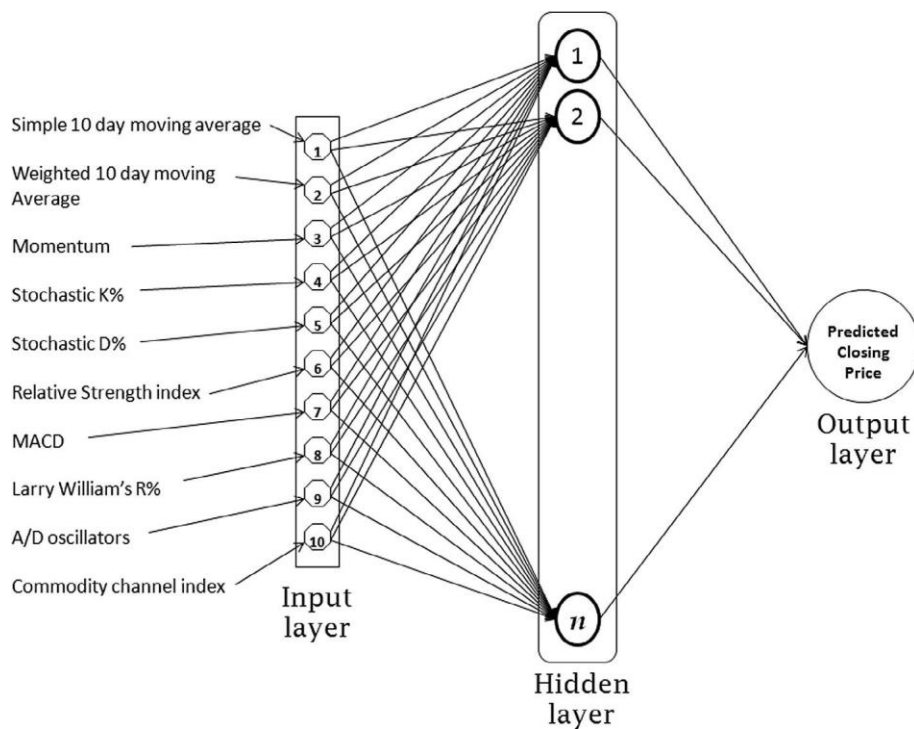 Simple 10 day moving average
Weighted 10 day moving
Average
Momentum
Stochastic K%
Stochastic D%
Relative Strength index
MACD
Larry William's R%
A/D oscillators
Commodity channel index
1
2
3
4
5
6
7
8
9
10
Input
layer
1
2
n
Hidden
layer
Predicted
Closing
Price
Output
layer